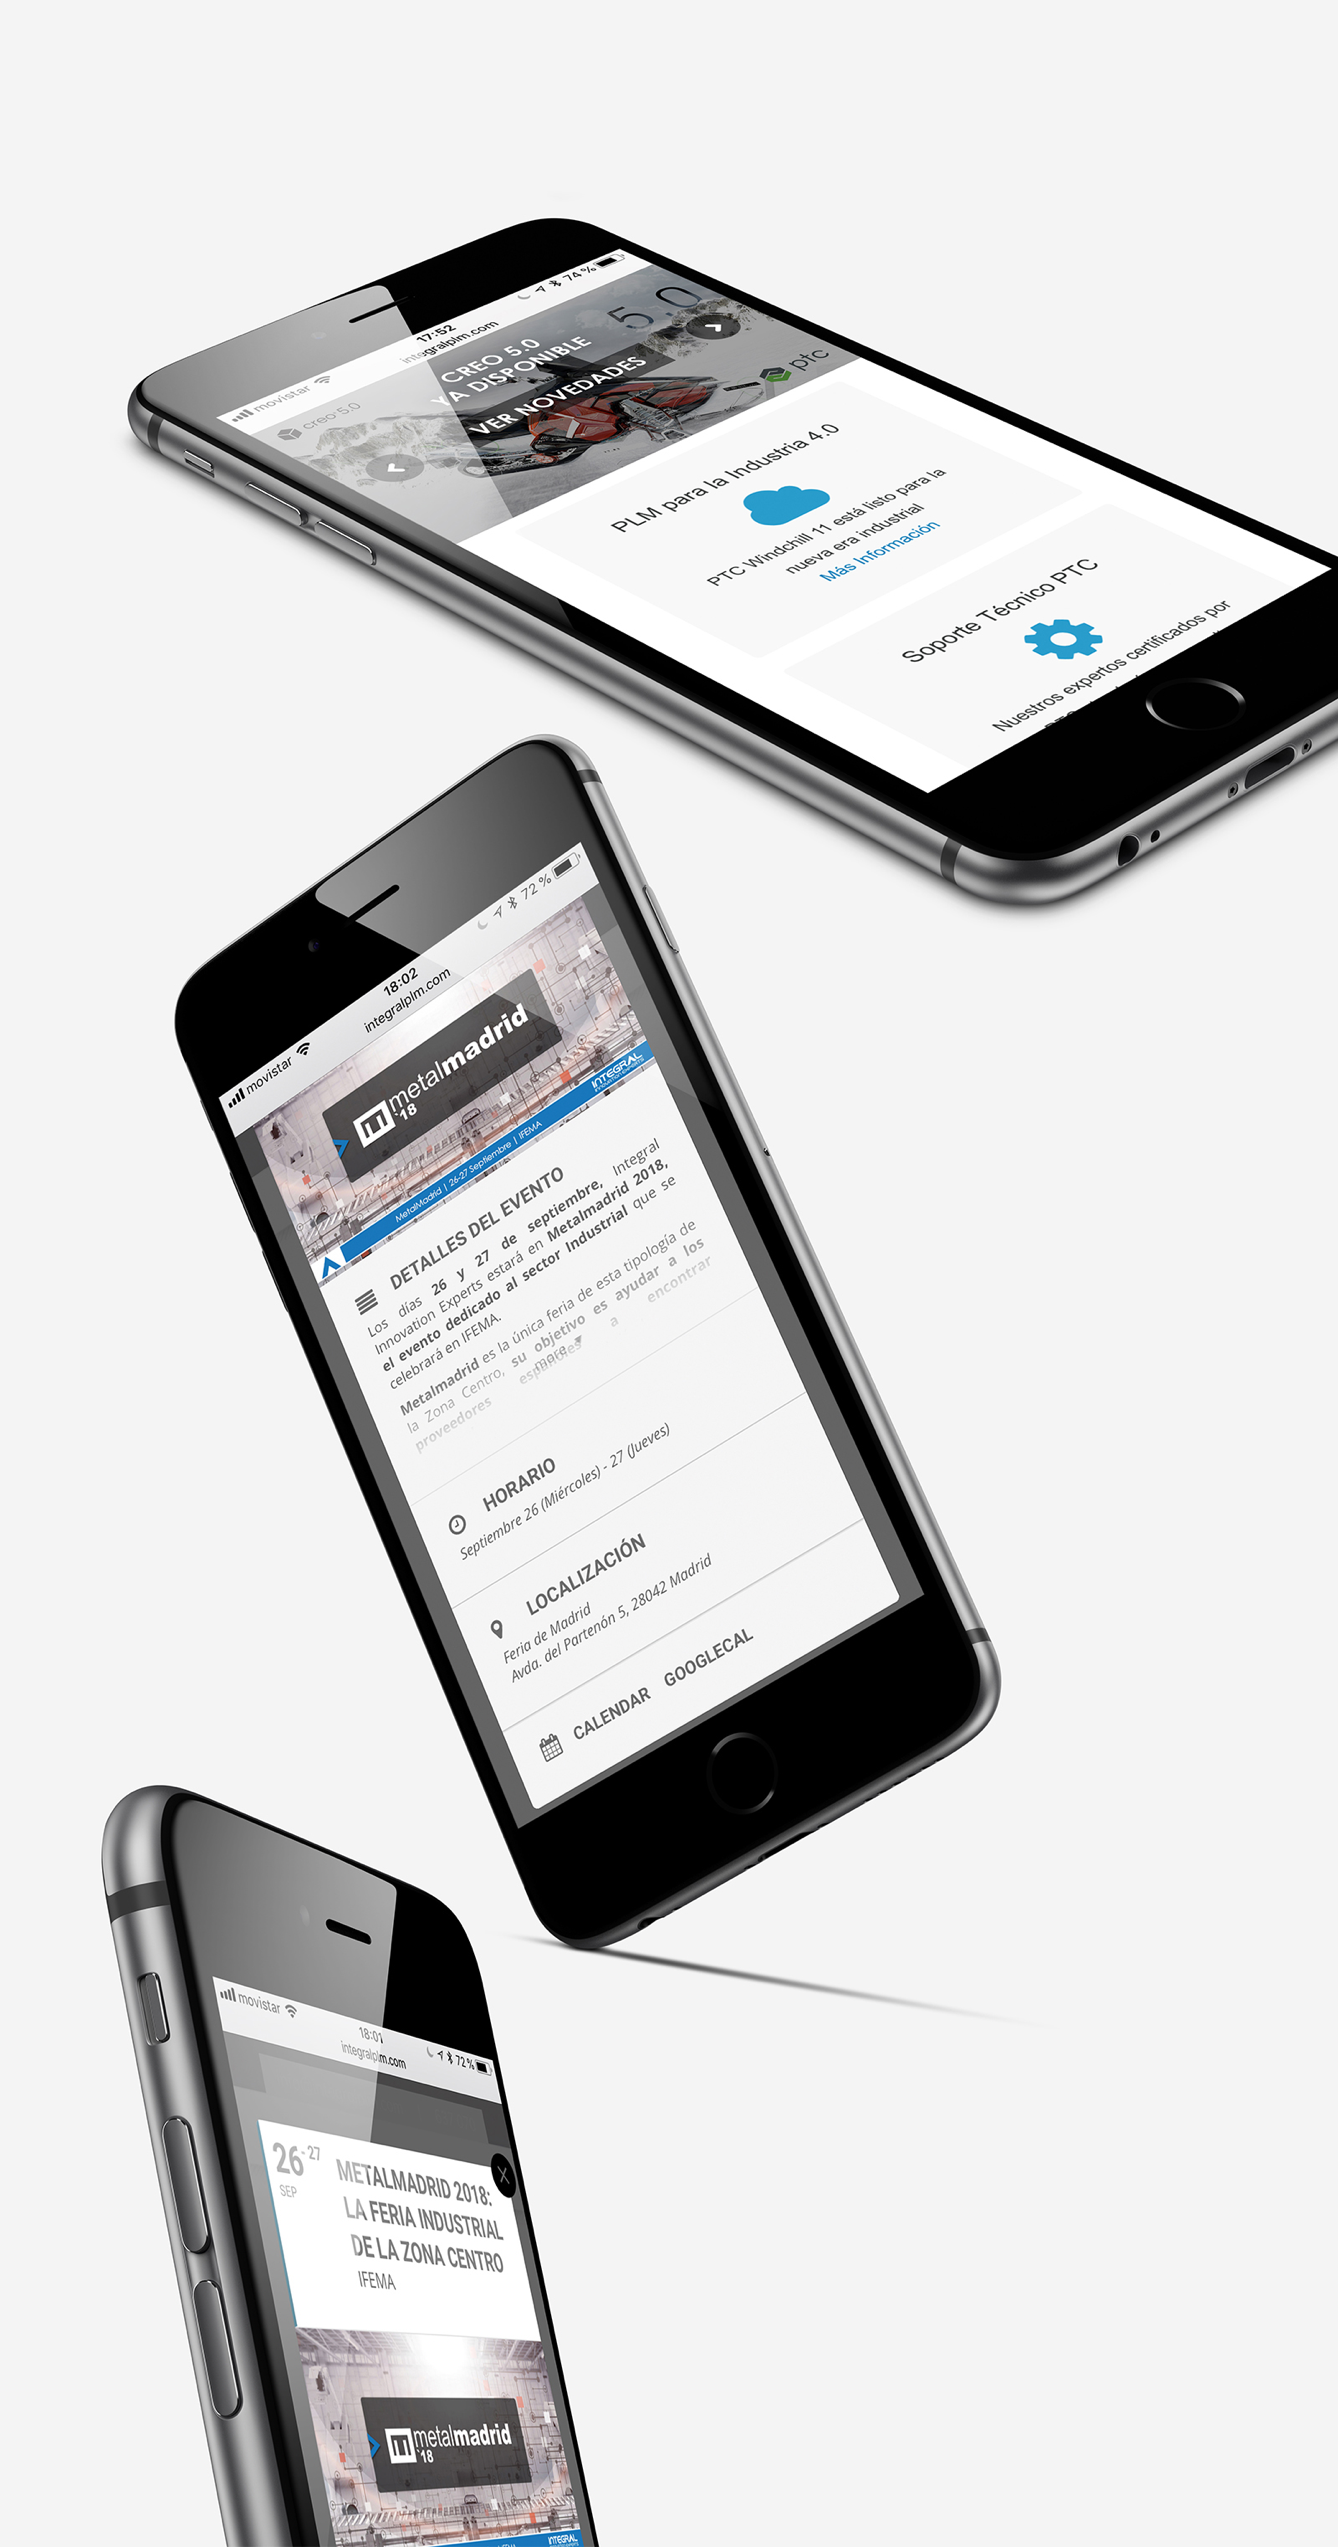 movistar
17:52
integralplm.com
74 %
creo 5.0
CREO 5.0
YA DISPONIBLE
VER NOVEDADES
5.0
ptc
PLM para la Industria 4.0
PTC Windchill 11 está listo para la
nueva era industrial
Más Información
Soporte Técnico PTC
Nuestros expertos certificados por
movistar
18:02
integralplm.com
72 %
metalmadrid
'18
INTEGRAL
INNOVATION EXPERTS
MetalMadrid | 26-27 Septiembre | IFEMA
DETALLES DEL EVENTO
Los días 26 y 27 de septiembre, Integral
Innovation Experts estará en Metalmadrid 2018,
el evento dedicado al sector Industrial que se
celebrará en IFEMA.
Metalmadrid es la única feria de esta tipología de
la Zona Centro, su objetivo es ayudar a los
proveedores españoles a encontrar
more
HORARIO
Septiembre 26 (Miércoles) - 27 (Jueves)
LOCALIZACIÓN
Feria de Madrid
Avda. del Partenón 5, 28042 Madrid
CALENDAR GOOGLECAL
movistar
18:01
integralplm.com
72 %
26-27
SEP
METALMADRID 2018:
LA FERIA INDUSTRIAL
DE LA ZONA CENTRO
IFEMA
metalmadrid
'18
INTEGRAL